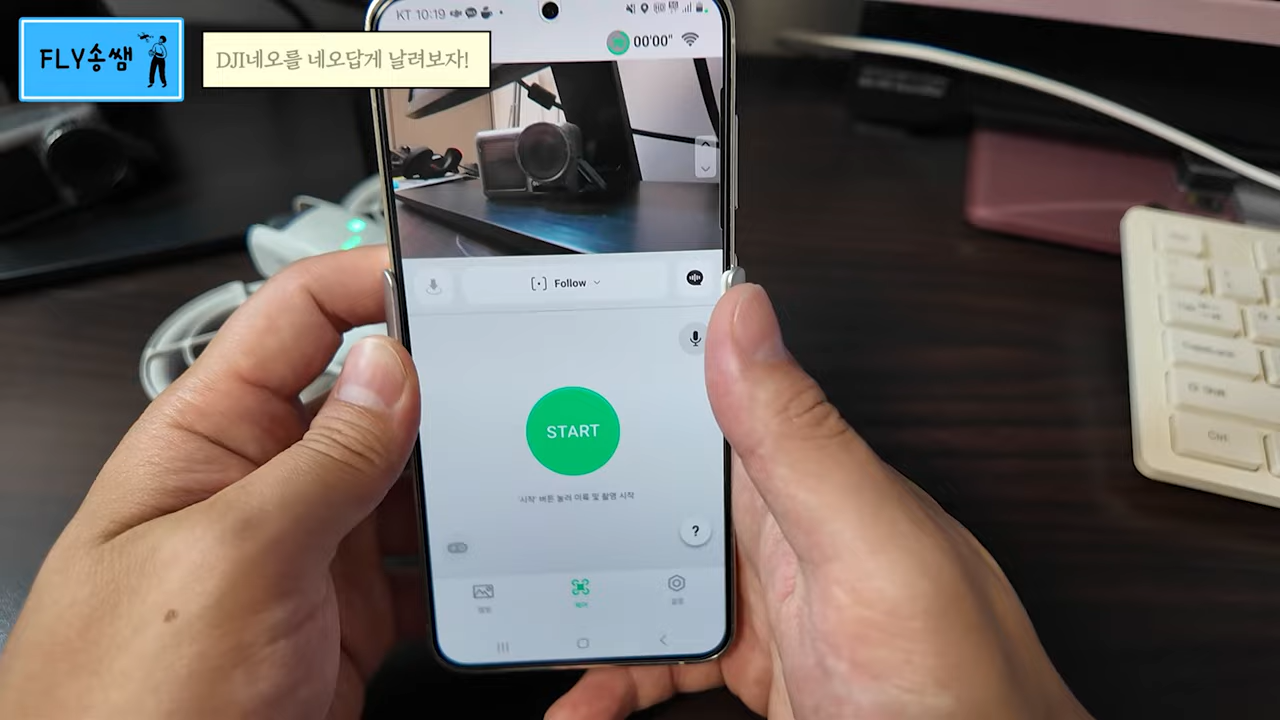 FLY송쌤
DJI네오를 네오답게 날려보자!
KT 10:19
00'00"
Follow
START
'시작' 버튼 눌러 이륙 및 촬영 시작
?
Ctrl